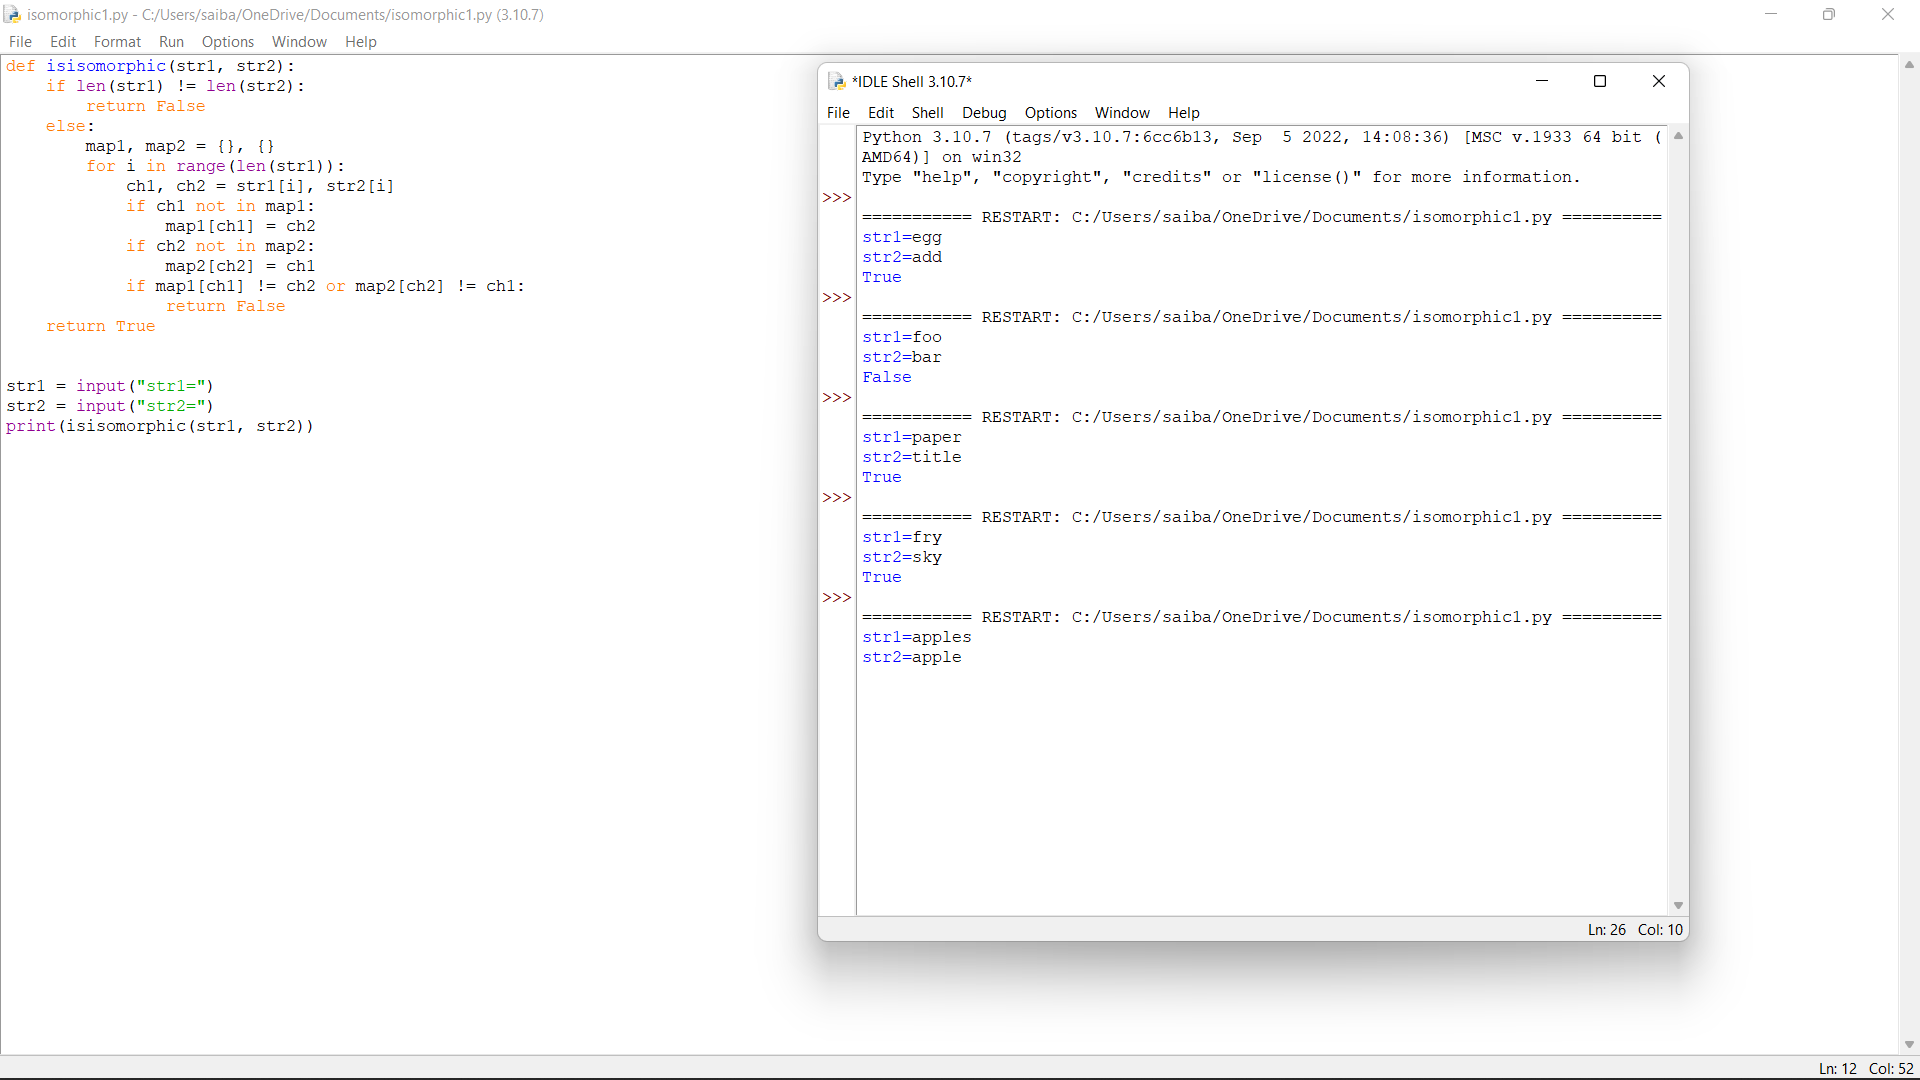 isomorphic1.py - C:/Users/saiba/OneDrive/Documents/isomorphic1.py (3.10.7)
File Edit Format Run Options Window Help
def isisomorphic(str1, str2):
    if len(str1) != len(str2):
        return False
    else:
        map1, map2 = {}, {}
        for i in range(len(str1)):
            ch1, ch2 = str1[i], str2[i]
            if ch1 not in map1:
                map1[ch1] = ch2
            if ch2 not in map2:
                map2[ch2] = ch1
            if map1[ch1] != ch2 or map2[ch2] != ch1:
                return False
    return True
str1 = input("str1=")
str2 = input("str2=")
print(isisomorphic(str1, str2))
*IDLE Shell 3.10.7*
File Edit Shell Debug Options Window Help
Python 3.10.7 (tags/v3.10.7:6cc6b13, Sep  5 2022, 14:08:36) [MSC v.1933 64 bit (
AMD64)] on win32
Type "help", "copyright", "credits" or "license()" for more information.
>>>
=========== RESTART: C:/Users/saiba/OneDrive/Documents/isomorphic1.py ==========
str1=egg
str2=add
True
>>>
=========== RESTART: C:/Users/saiba/OneDrive/Documents/isomorphic1.py ==========
str1=foo
str2=bar
False
>>>
=========== RESTART: C:/Users/saiba/OneDrive/Documents/isomorphic1.py ==========
str1=paper
str2=title
True
>>>
=========== RESTART: C:/Users/saiba/OneDrive/Documents/isomorphic1.py ==========
str1=fry
str2=sky
True
>>>
=========== RESTART: C:/Users/saiba/OneDrive/Documents/isomorphic1.py ==========
str1=apples
str2=apple
Ln: 26 Col: 10
Ln: 12 Col: 52